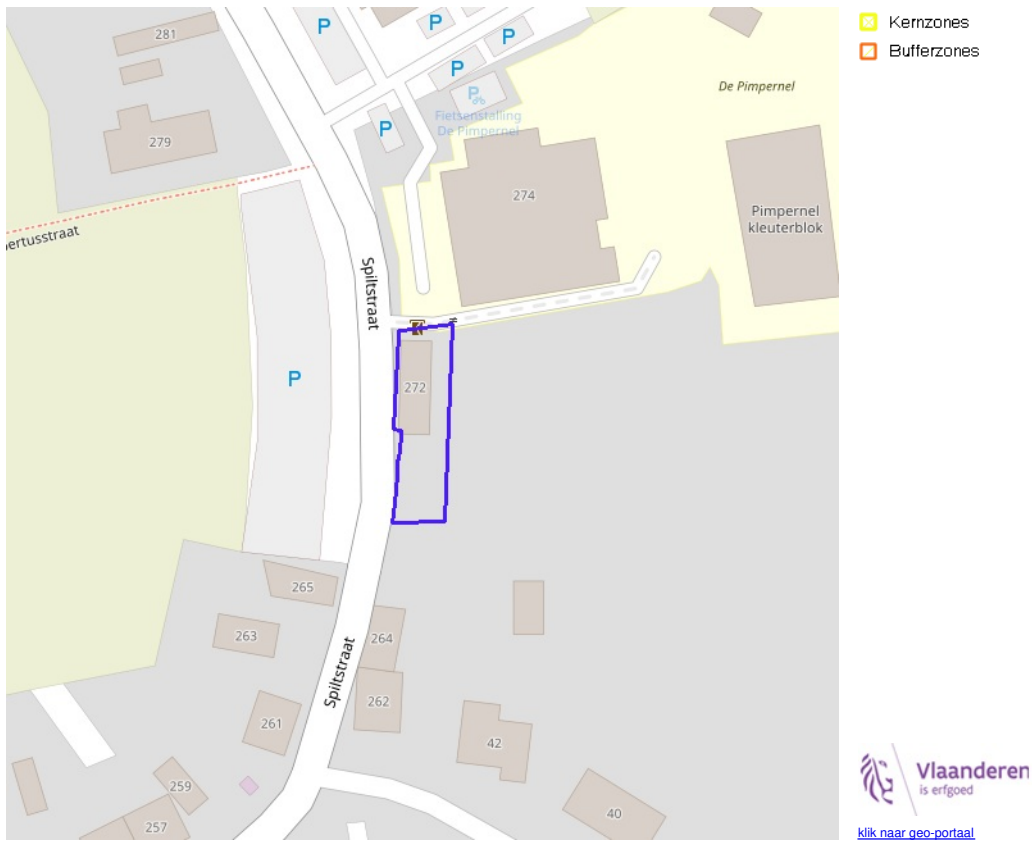 Kernzones
Bufferzones
281
P
P
P
P
De Pimpernel
P
Fietsenstalling
De Pimpernel
P
279
274
Pimpernel
kleuterblok
ertusstraat
Spiltstraat
P
272
265
263
264
Spiltstraat
262
261
42
259
257
40
Vlaanderen
is erfgoed
klik naar geo-portaal